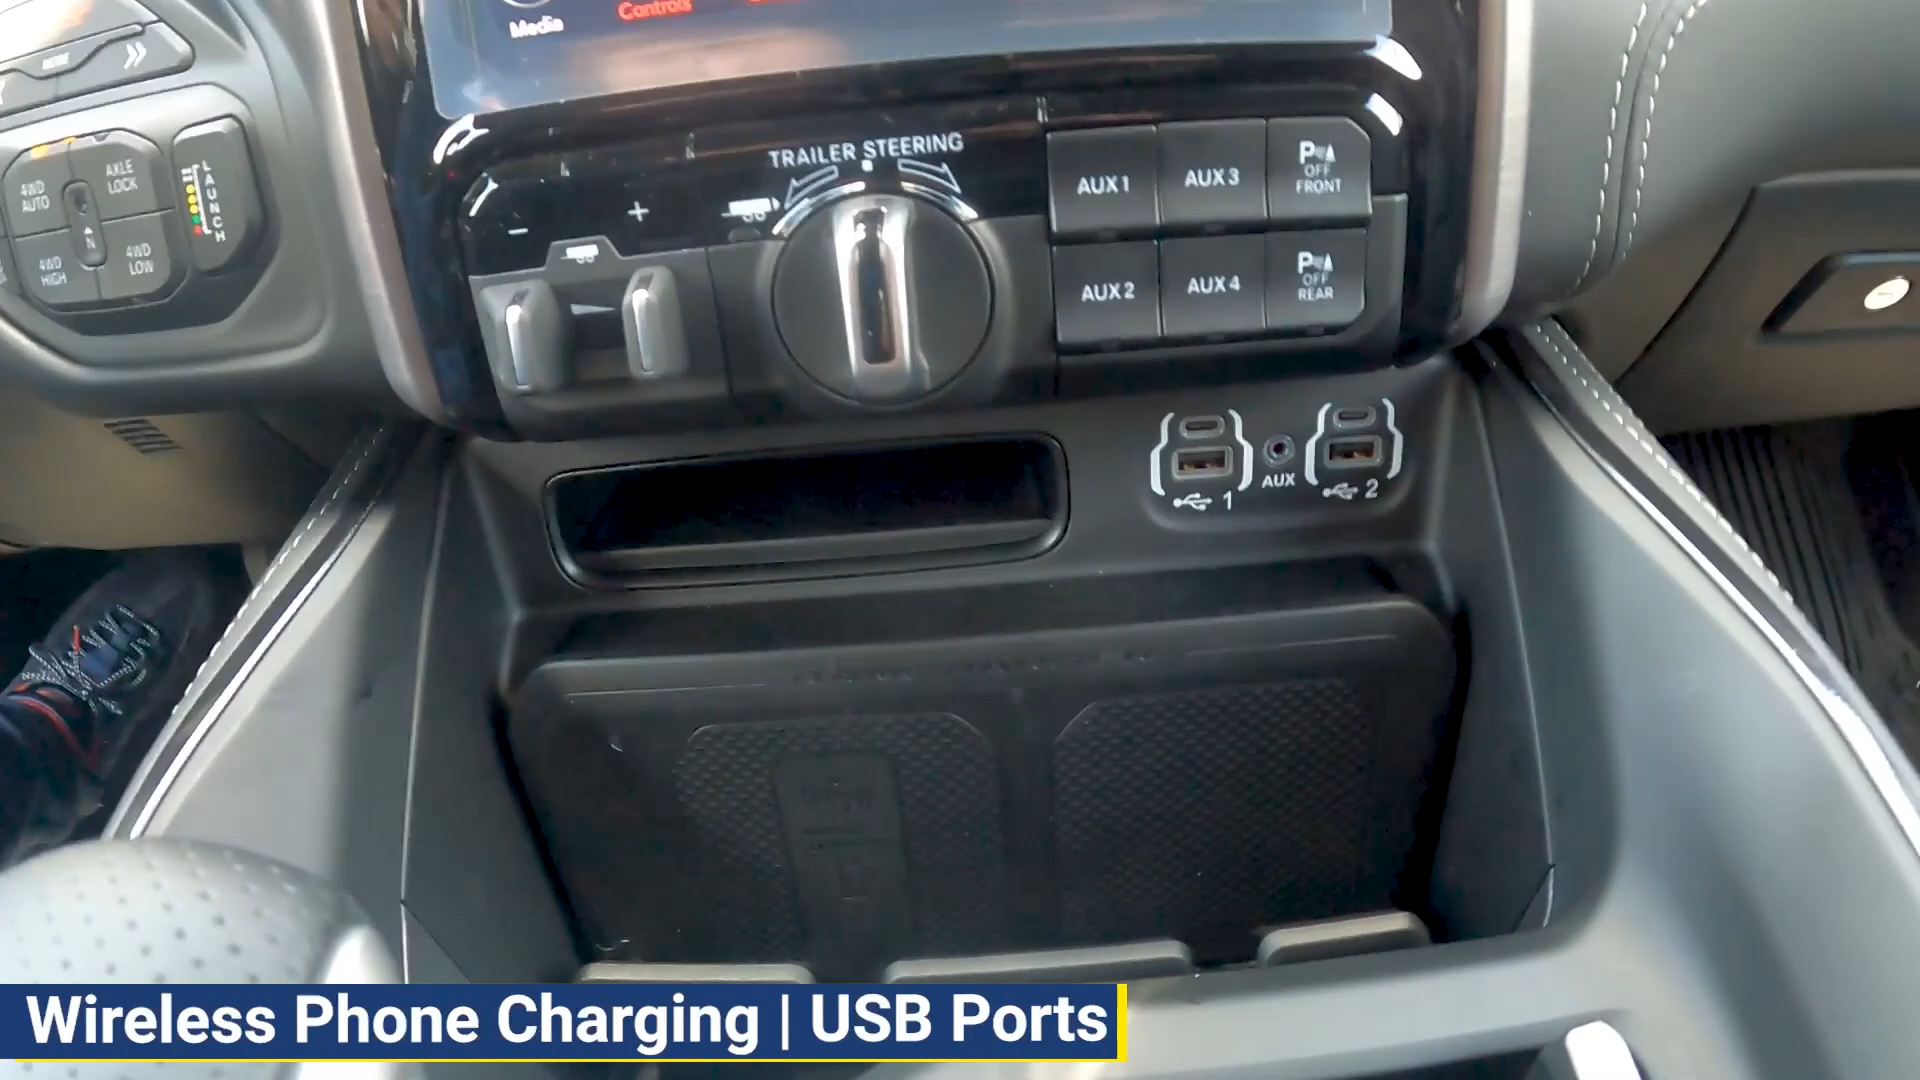 Media
Controls
TRAILER STEERING
- +
AUX 1
AUX 3
P
OFF
FRONT
AUX 2
AUX 4
P
OFF
REAR
4WD
AUTO
AXLE
LOCK
N
4WD
HIGH
4WD
LOW
LAUNCH
1
AUX
2
Wireless Phone Charging | USB Ports